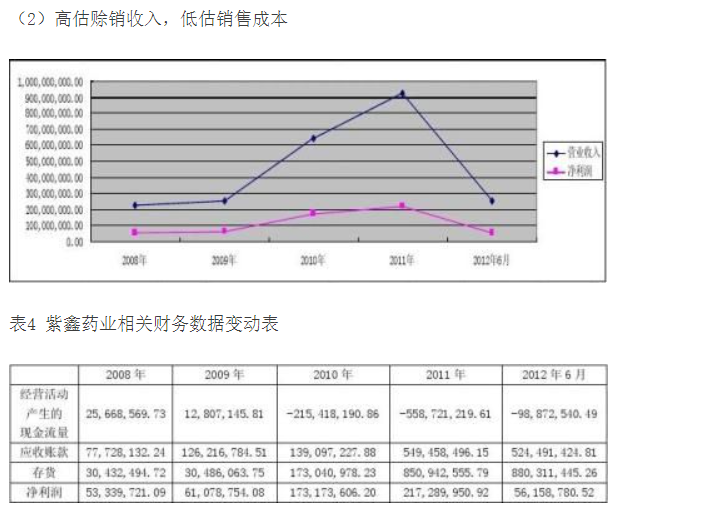 （2）高估赊销收入，低估销售成本
1,000,000,000.00
900,000,000.00
800,000,000.00
700,000,000.00
600,000,000.00
500,000,000.00
400,000,000.00
300,000,000.00
200,000,000.00
100,000,000.00
0.00
2008年 2009年 2010年 2011年 2012年6月
营业收入
净利润
表4 紫鑫药业相关财务数据变动表
2008 年 2009 年 2010 年 2011 年 2012 年 6 月
经营活动
产生的 25,668,569.73 12,807,145.81 -215,418,190.86 -558,721,219.61 -98,872,540.49
现金流量
应收账款 77,728,132.24 126,216,784.51 139,097,227.88 549,458,496.15 524,491,424.81
存货 30,432,494.72 30,486,063.75 173,040,978.23 850,942,555.79 880,311,445.26
净利润 53,339,721.09 61,078,754.08 173,173,606.20 217,289,950.92 56,158,780.52